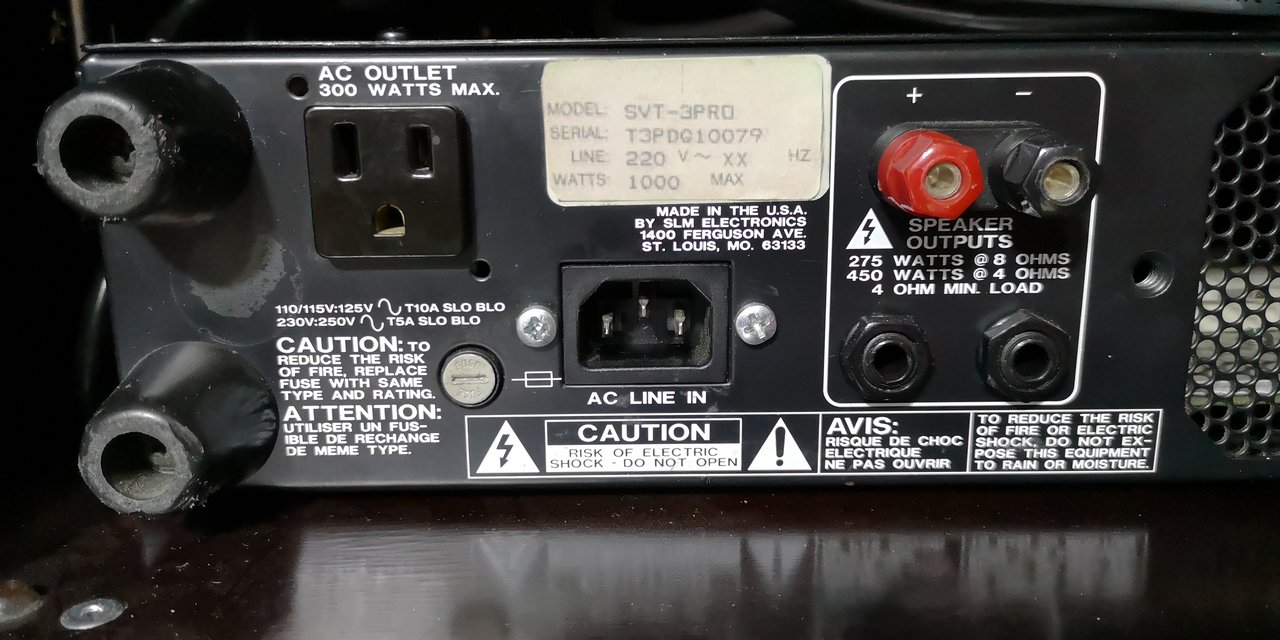 AC OUTLET
300 WATTS MAX.
MODEL: SVT-3PRO
SERIAL: T3PDG10079
LINE: 220 V~ XX HZ
WATTS: 1000 MAX
MADE IN THE U.S.A.
BY SLM ELECTRONICS
1400 FERGUSON AVE.
ST. LOUIS, MO. 63133
+ −
SPEAKER
OUTPUTS
275 WATTS @ 8 OHMS
450 WATTS @ 4 OHMS
4 OHM MIN. LOAD
110/115V:125V T10A SLO BLO
230V:250V T5A SLO BLO
CAUTION: TO
REDUCE THE RISK
OF FIRE, REPLACE
FUSE WITH SAME
TYPE AND RATING.
ATTENTION:
UTILISER UN FUS-
IBLE DE RECHANGE
DE MEME TYPE.
AC LINE IN
CAUTION
RISK OF ELECTRIC
SHOCK - DO NOT OPEN
AVIS:
RISQUE DE CHOC
ELECTRIQUE
NE PAS OUVRIR
TO REDUCE THE RISK
OF FIRE OR ELECTRIC
SHOCK, DO NOT EX-
POSE THIS EQUIPMENT
TO RAIN OR MOISTURE.